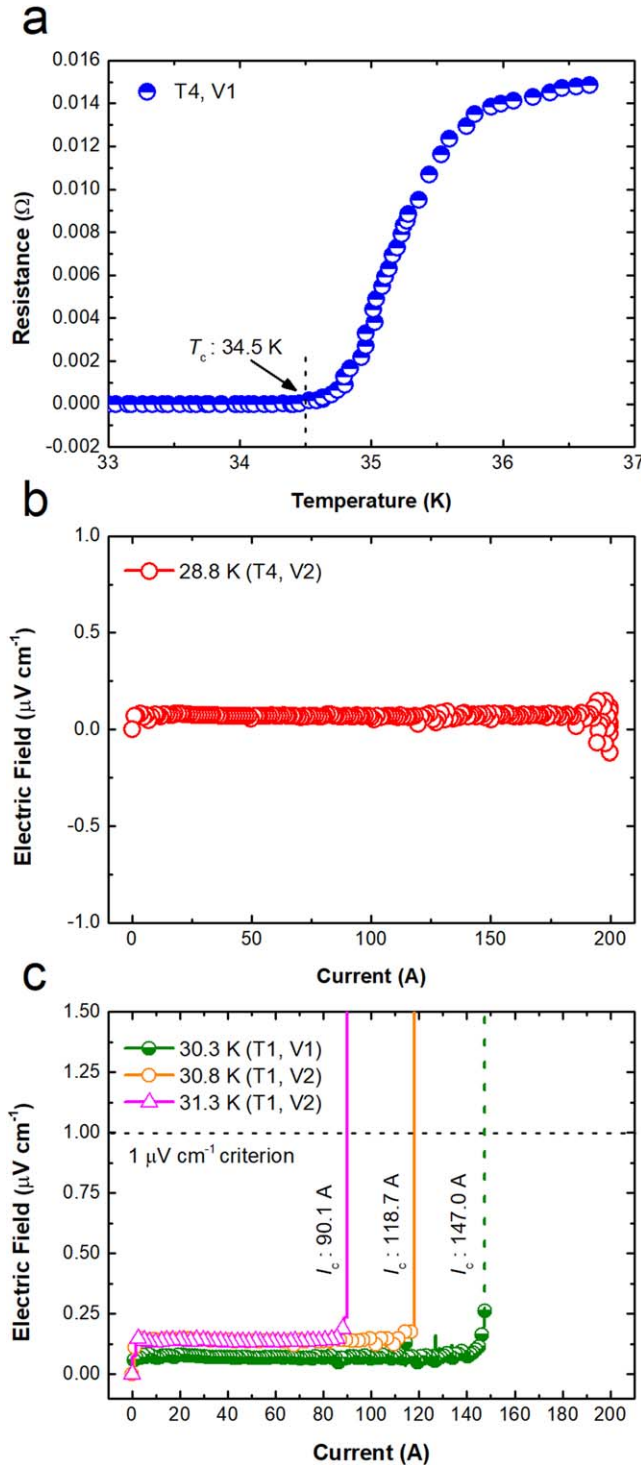 a
0.016
0.014
0.012
0.010
0.008
0.006
0.004
0.002
0.000
-0.002
Resistance (Ω)
T4, V1
Tc : 34.5 K
33 34 35 36 37
Temperature (K)
b
1.0
0.5
0.0
-0.5
-1.0
Electric Field (μV cm-1)
28.8 K (T4, V2)
0 50 100 150 200
Current (A)
c
1.50
1.25
1.00
0.75
0.50
0.25
0.00
Electric Field (μV cm-1)
30.3 K (T1, V1)
30.8 K (T1, V2)
31.3 K (T1, V2)
1 μV cm-1 criterion
Ic : 90.1 A
Ic : 118.7 A
Ic : 147.0 A
0 20 40 60 80 100 120 140 160 180 200
Current (A)